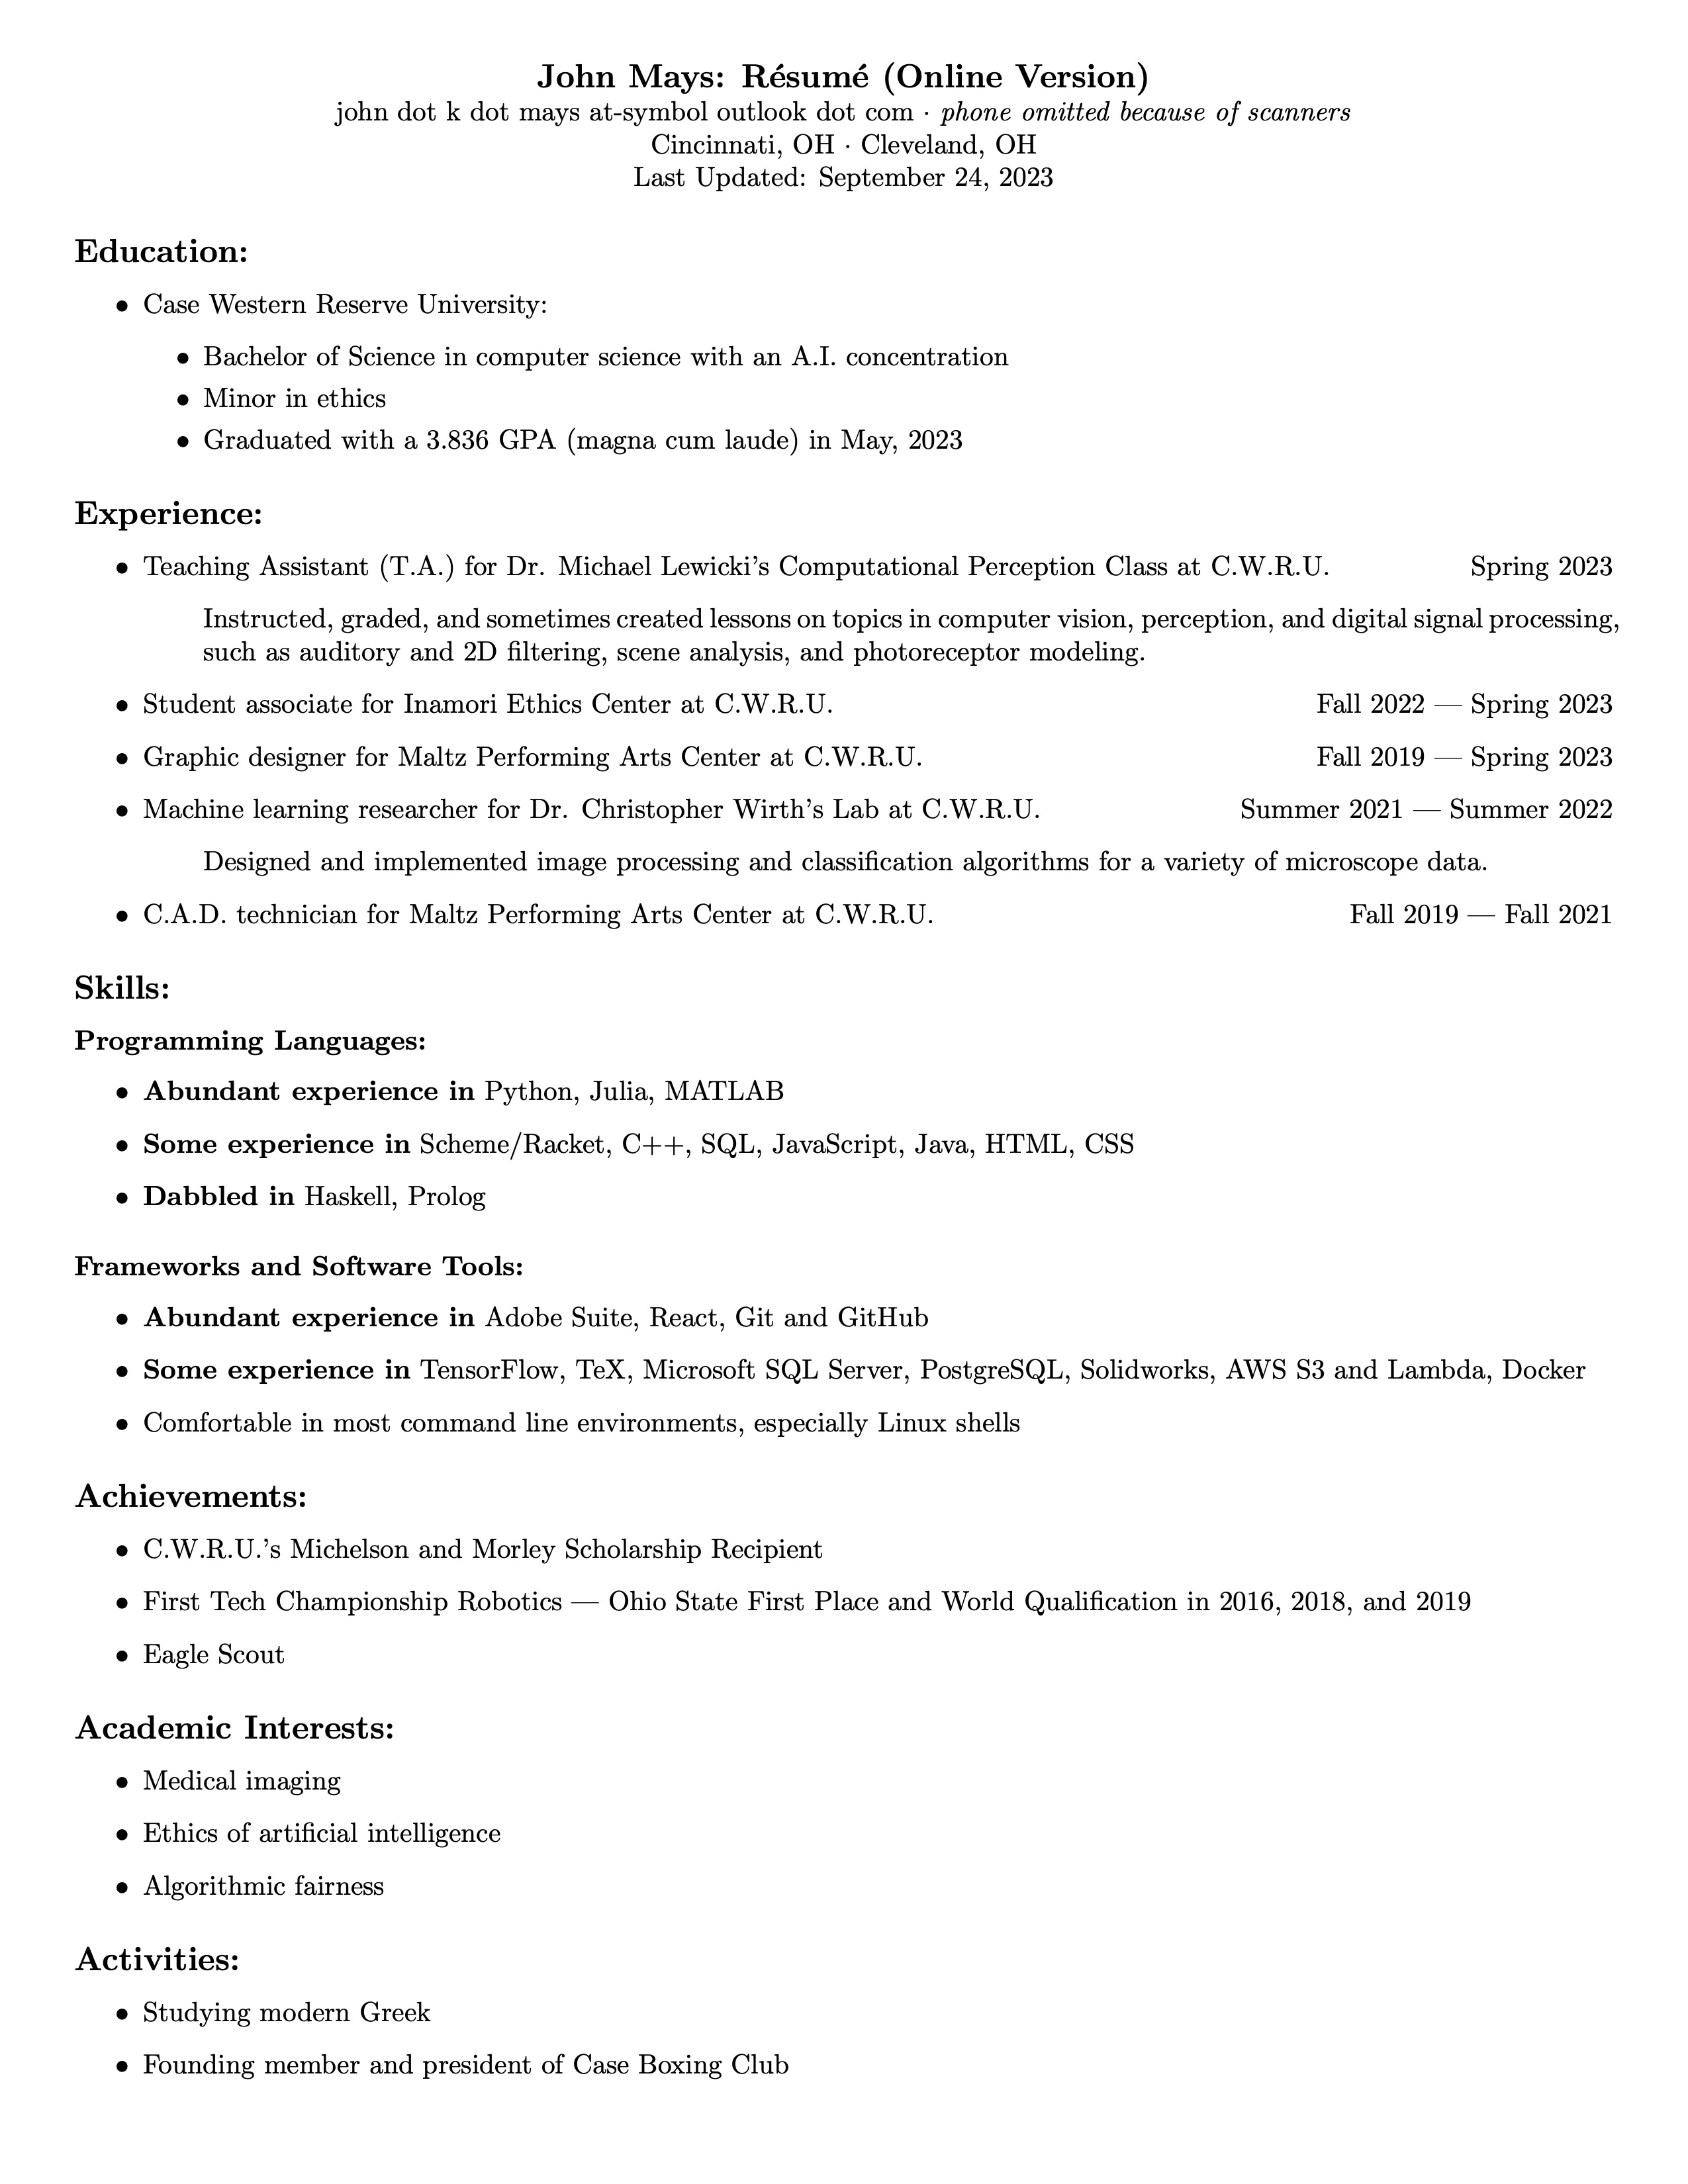 John Mays: Résumé (Online Version)
john dot k dot mays at-symbol outlook dot com · phone omitted because of scanners
Cincinnati, OH · Cleveland, OH
Last Updated: September 24, 2023
Education:
• Case Western Reserve University:
• Bachelor of Science in computer science with an A.I. concentration
• Minor in ethics
• Graduated with a 3.836 GPA (magna cum laude) in May, 2023
Experience:
• Teaching Assistant (T.A.) for Dr. Michael Lewicki's Computational Perception Class at C.W.R.U. Spring 2023
Instructed, graded, and sometimes created lessons on topics in computer vision, perception, and digital signal processing,
such as auditory and 2D filtering, scene analysis, and photoreceptor modeling.
• Student associate for Inamori Ethics Center at C.W.R.U. Fall 2022 — Spring 2023
• Graphic designer for Maltz Performing Arts Center at C.W.R.U. Fall 2019 — Spring 2023
• Machine learning researcher for Dr. Christopher Wirth's Lab at C.W.R.U. Summer 2021 — Summer 2022
Designed and implemented image processing and classification algorithms for a variety of microscope data.
• C.A.D. technician for Maltz Performing Arts Center at C.W.R.U. Fall 2019 — Fall 2021
Skills:
Programming Languages:
• Abundant experience in Python, Julia, MATLAB
• Some experience in Scheme/Racket, C++, SQL, JavaScript, Java, HTML, CSS
• Dabbled in Haskell, Prolog
Frameworks and Software Tools:
• Abundant experience in Adobe Suite, React, Git and GitHub
• Some experience in TensorFlow, TeX, Microsoft SQL Server, PostgreSQL, Solidworks, AWS S3 and Lambda, Docker
• Comfortable in most command line environments, especially Linux shells
Achievements:
• C.W.R.U.'s Michelson and Morley Scholarship Recipient
• First Tech Championship Robotics — Ohio State First Place and World Qualification in 2016, 2018, and 2019
• Eagle Scout
Academic Interests:
• Medical imaging
• Ethics of artificial intelligence
• Algorithmic fairness
Activities:
• Studying modern Greek
• Founding member and president of Case Boxing Club